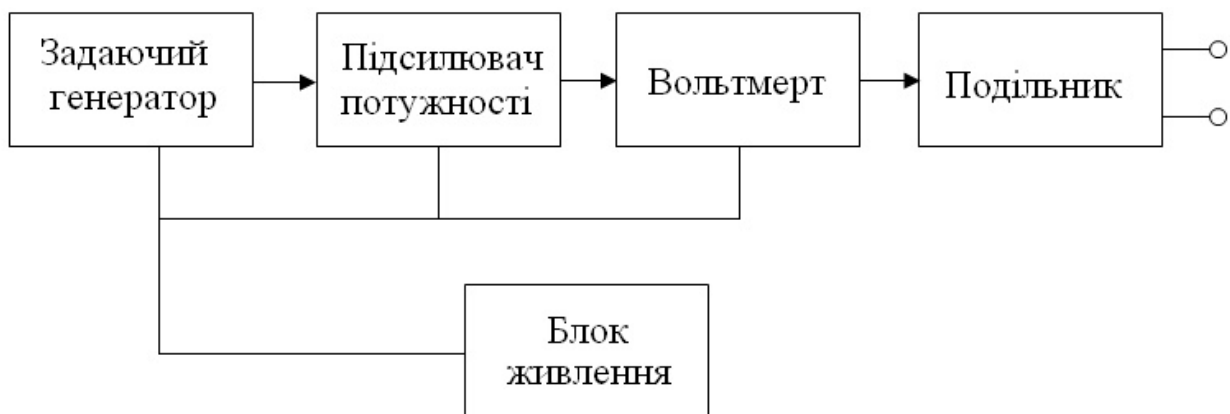 Задаючий
генератор
Підсилювач
потужності
Вольтмерт
Подільник
Блок
живлення